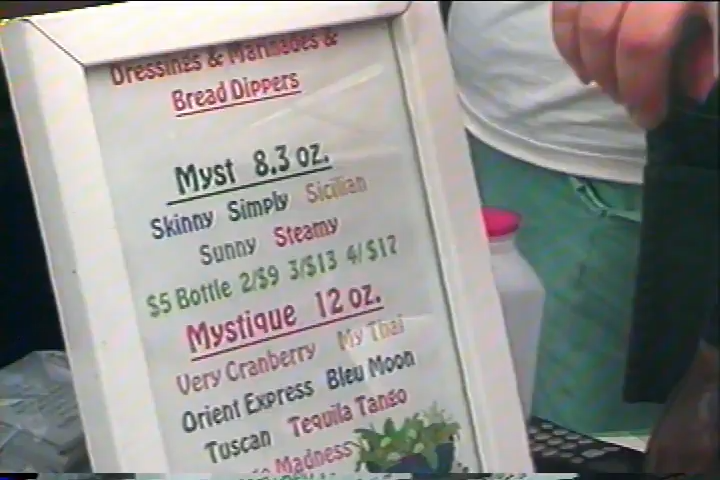 Dressings & Marinades &
Bread Dippers
Myst 8.3 oz.
Skinny Simply Sicilian
Sunny Steamy
$5 Bottle 2/$9 3/$13 4/$17
Mystique 12 oz.
Very Cranberry My Thai
Orient Express Bleu Moon
Tuscan Tequila Tango
Madness